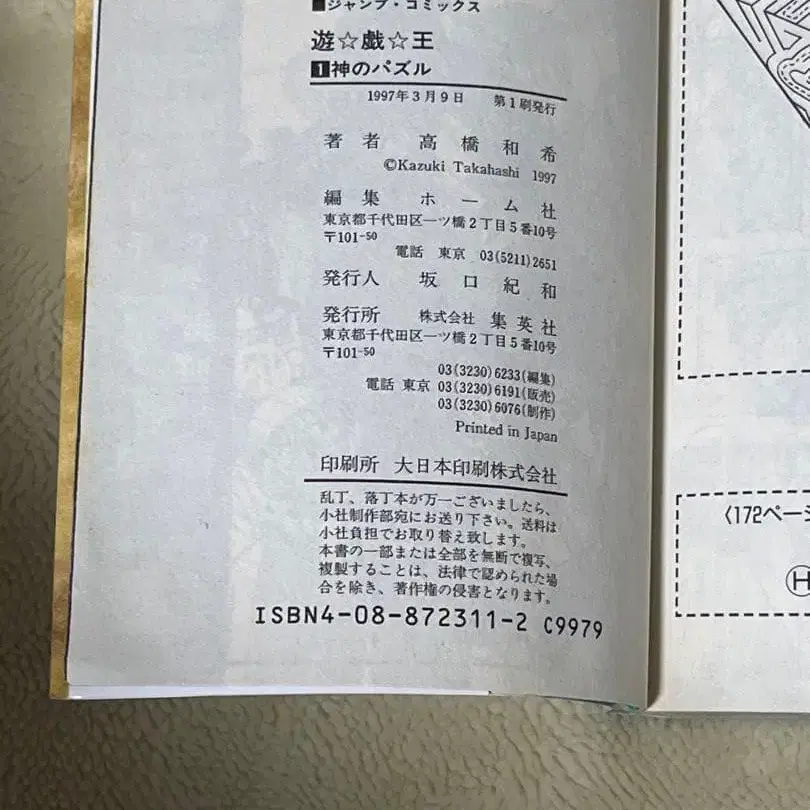 ■ジャンプ・コミックス
遊☆戯☆王
1神のパズル
1997年3月9日 第1刷発行
著者 高橋和希
©Kazuki Takahashi 1997
編集 ホーム社
東京都千代田区一ツ橋2丁目5番10号
〒101-50
電話 東京 03(5211)2651
発行人 坂口紀和
発行所 株式会社 集英社
東京都千代田区一ツ橋2丁目5番10号
〒101-50
03(3230)6233(編集)
電話 東京 03(3230)6191(販売)
03(3230)6076(制作)
Printed in Japan
印刷所 大日本印刷株式会社
乱丁、落丁本が万一ございましたら、
小社制作部宛にお送り下さい。送料は
小社負担でお取り替え致します。
本書の一部または全部を無断で複写、
複製することは、法律で認められた場
合を除き、著作権の侵害となります。
ISBN4-08-872311-2 C9979
〈172ペー
H